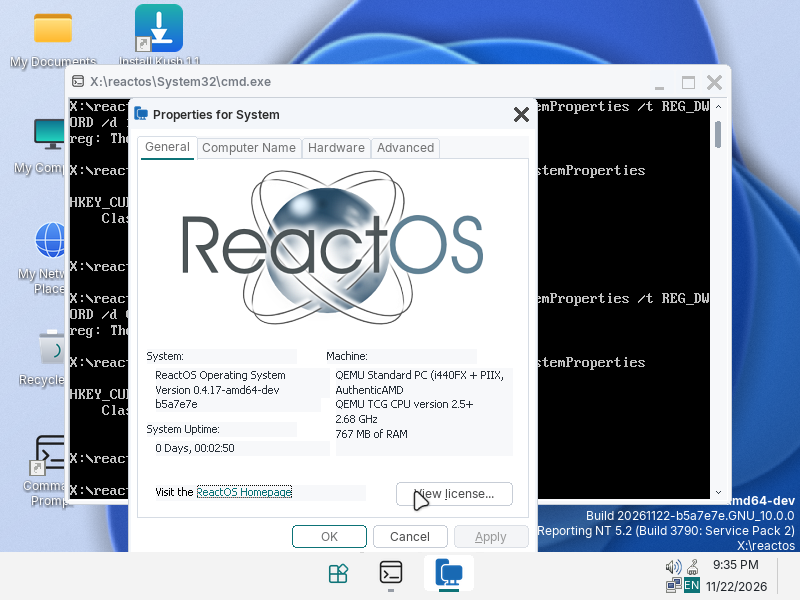 My Documents
Install Kush 1.1
X:\reactos\System32\cmd.exe
X:\react
emProperties /t REG_DW
ORD /d
reg: The
X:\react
stemProperties
HKEY_CU
Clas
X:\react
X:\react
emProperties /t REG_DW
ORD /d
reg: The
X:\react
stemProperties
HKEY_CU
Clas
X:\react
X:\react
My Comp
My Netw
Place
Recycle
Comma
Promp
Properties for System
General
Computer Name
Hardware
Advanced
ReactOS
System:
Machine:
ReactOS Operating System
Version 0.4.17-amd64-dev
b5a7e7e
System Uptime:
0 Days, 00:02:50
QEMU Standard PC (i440FX + PIIX,
AuthenticAMD
QEMU TCG CPU version 2.5+
2.68 GHz
767 MB of RAM
Visit the ReactOS Homepage
View license...
OK
Cancel
Apply
amd64-dev
Build 20261122-b5a7e7e.GNU_10.0.0
Reporting NT 5.2 (Build 3790: Service Pack 2)
X:\reactos
EN
9:35 PM
11/22/2026